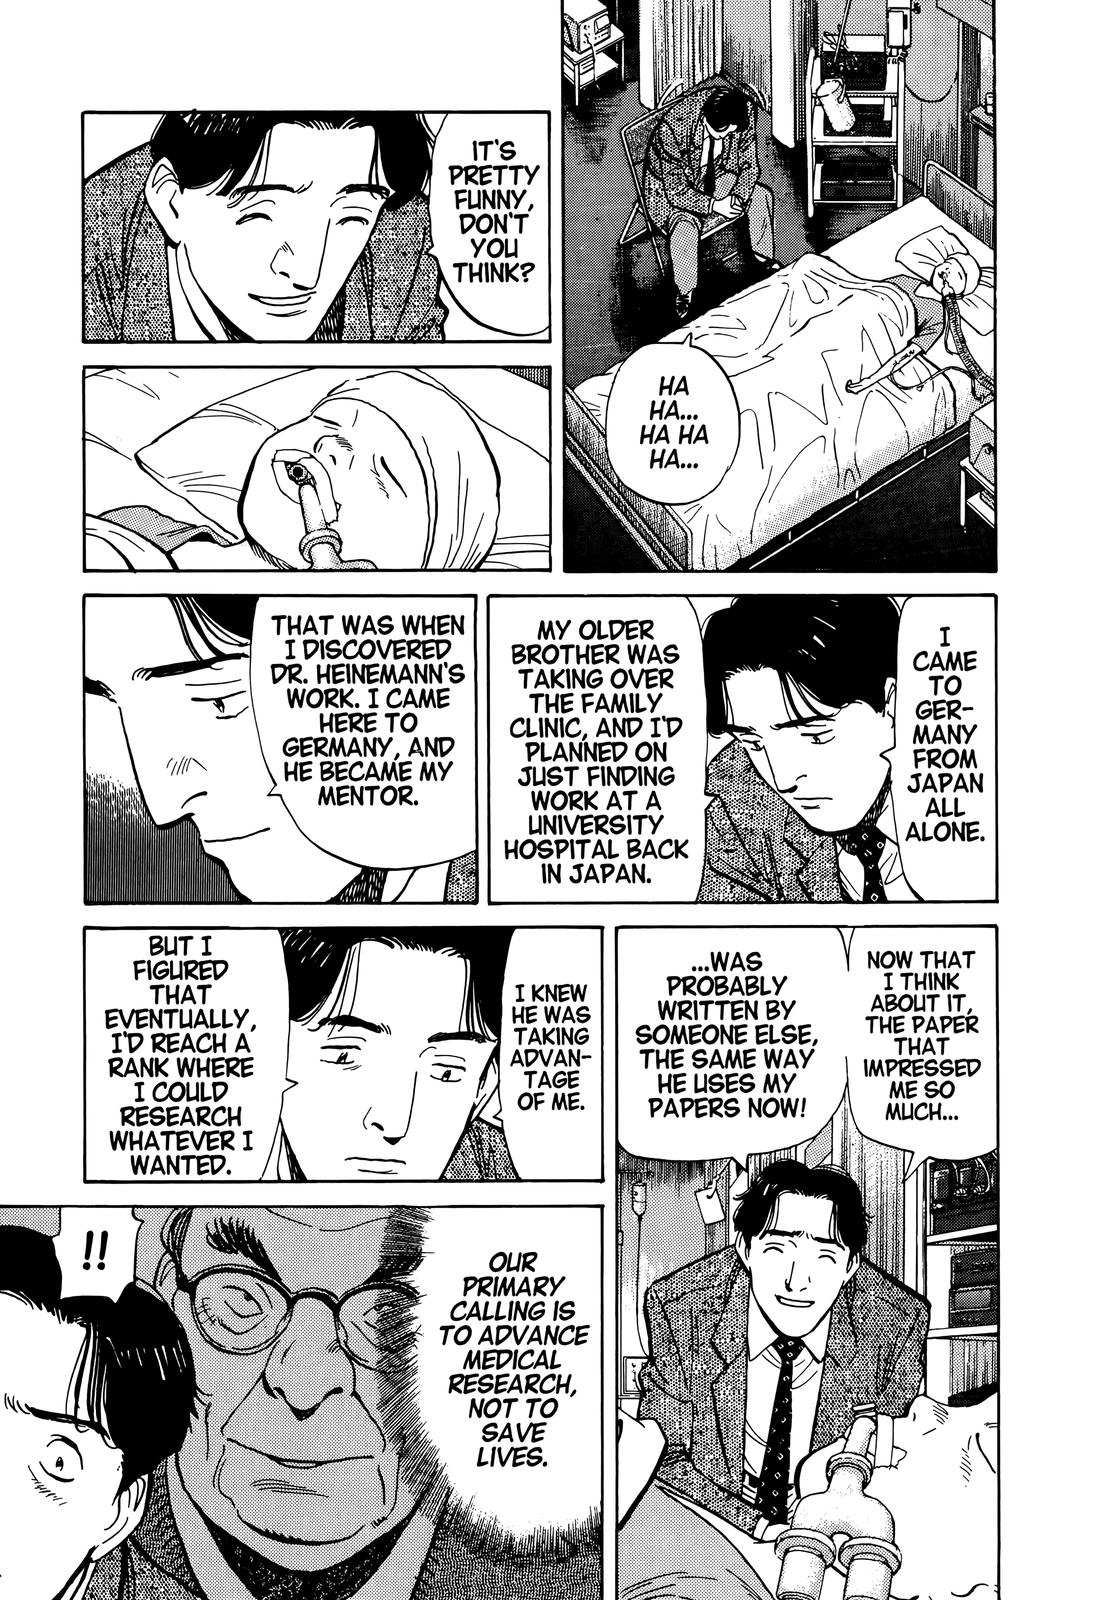 HA
HA...
HA HA
HA...
IT'S
PRETTY
FUNNY,
DON'T
YOU
THINK?
I
CAME
TO
GER-
MANY
FROM
JAPAN
ALL
ALONE.
MY OLDER
BROTHER WAS
TAKING OVER
THE FAMILY
CLINIC, AND I'D
PLANNED ON
JUST FINDING
WORK AT A
UNIVERSITY
HOSPITAL BACK
IN JAPAN.
THAT WAS WHEN
I DISCOVERED
DR. HEINEMANN'S
WORK. I CAME
HERE TO
GERMANY, AND
HE BECAME MY
MENTOR.
NOW THAT
I THINK
ABOUT IT,
THE PAPER
THAT
IMPRESSED
ME SO
MUCH...
...WAS
PROBABLY
WRITTEN BY
SOMEONE ELSE,
THE SAME WAY
HE USES MY
PAPERS NOW!
I KNEW
HE WAS
TAKING
ADVAN-
TAGE
OF ME.
BUT I
FIGURED
THAT
EVENTUALLY,
I'D REACH A
RANK WHERE
I COULD
RESEARCH
WHATEVER I
WANTED.
OUR
PRIMARY
CALLING IS
TO ADVANCE
MEDICAL
RESEARCH,
NOT TO
SAVE
LIVES.
!!